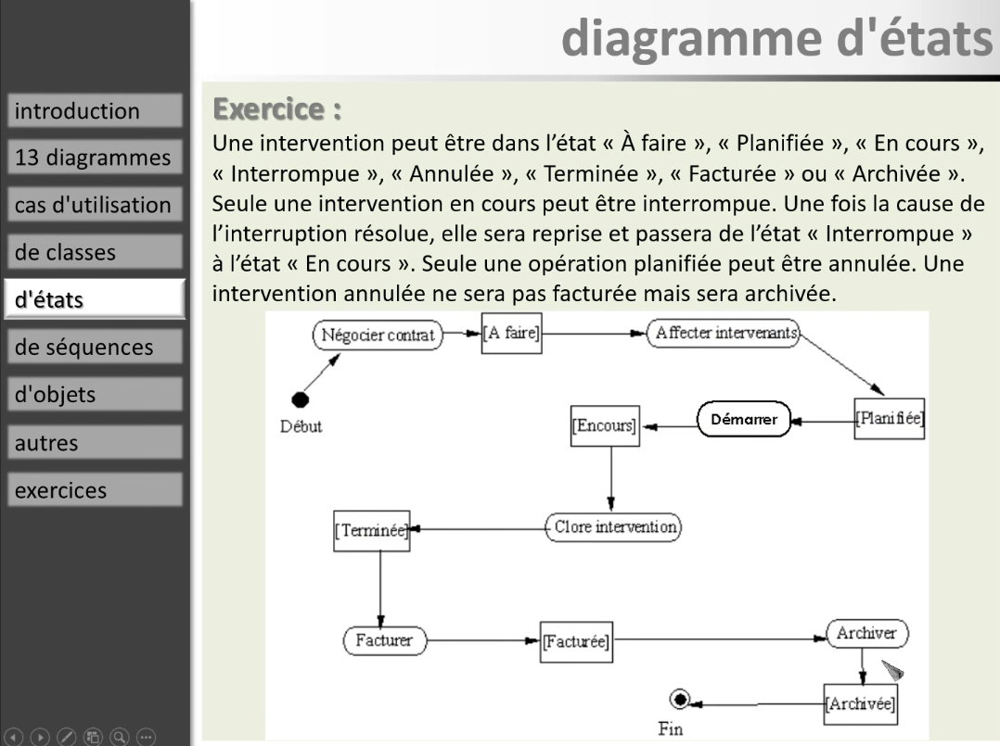 diagramme d'états
introduction
13 diagrammes
cas d'utilisation
de classes
d'états
de séquences
d'objets
autres
exercices
Exercice :
Une intervention peut être dans l’état « À faire », « Planifiée », « En cours »,
« Interrompue », « Annulée », « Terminée », « Facturée » ou « Archivée ».
Seule une intervention en cours peut être interrompue. Une fois la cause de
l’interruption résolue, elle sera reprise et passera de l’état « Interrompue »
à l’état « En cours ». Seule une opération planifiée peut être annulée. Une
intervention annulée ne sera pas facturée mais sera archivée.
Négocier contrat
[A faire]
Affecter intervenants
Début
[Encours]
Démarrer
[Planifiée]
[Terminée]
Clore intervention
Facturer
[Facturée]
Archiver
[Archivée]
Fin